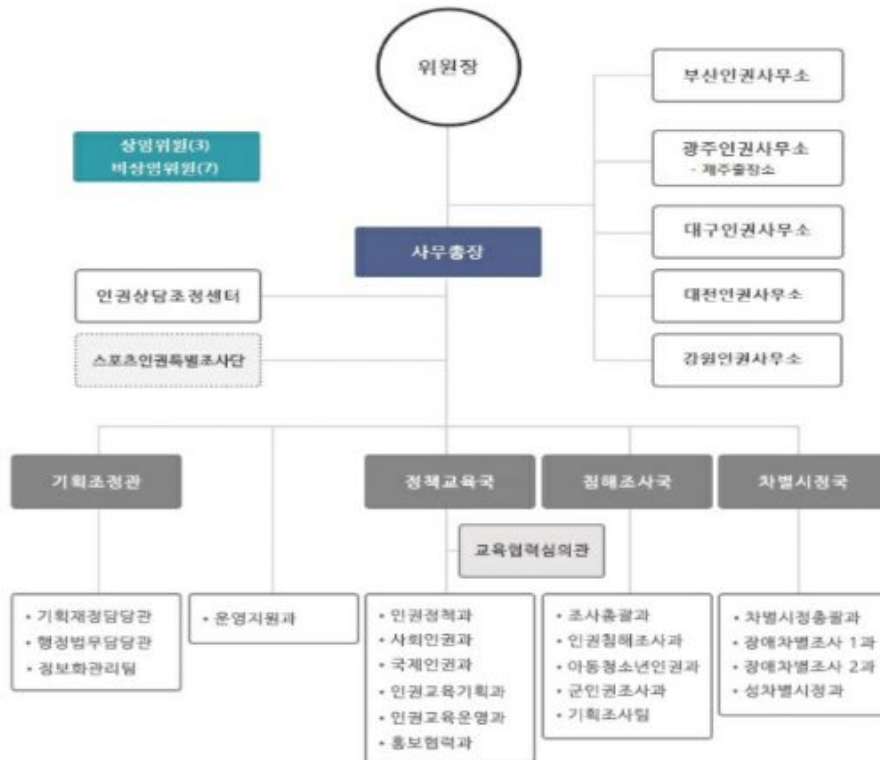 위원장
상임위원(3)
비상임위원(7)
사무총장
인권상담조정센터
스포츠인권특별조사단
부산인권사무소
광주인권사무소
- 제주출장소
대구인권사무소
대전인권사무소
강원인권사무소
기획조정관
정책교육국
침해조사국
차별시정국
교육협력심의관
• 기획재정담당관
• 행정법무담당관
• 정보화관리팀
• 운영지원과
• 인권정책과
• 사회인권과
• 국제인권과
• 인권교육기획과
• 인권교육운영과
• 홍보협력과
• 조사총괄과
• 인권침해조사과
• 아동청소년인권과
• 군인권조사과
• 기획조사팀
• 차별시정총괄과
• 장애차별조사 1과
• 장애차별조사 2과
• 성차별시정과